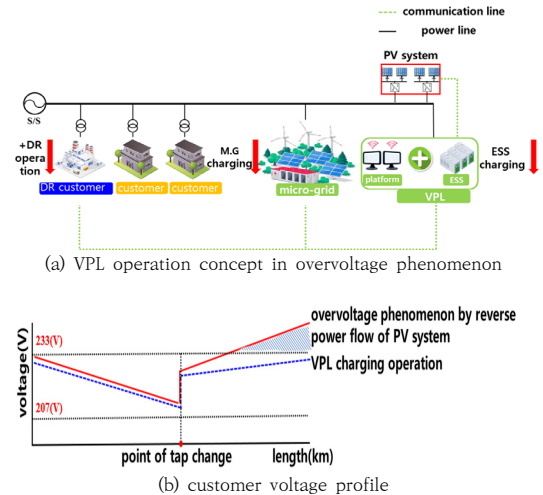 communication line
power line
PV system
S/S
+DR
opera
tion
M.G
charging
ESS
charging
DR customer
customer
customer
micro-grid
platform
ESS
VPL
(a) VPL operation concept in overvoltage phenomenon
overvoltage phenomenon by reverse
power flow of PV system
VPL charging operation
voltage(V)
233(V)
207(V)
point of tap change
length(km)
(b) customer voltage profile